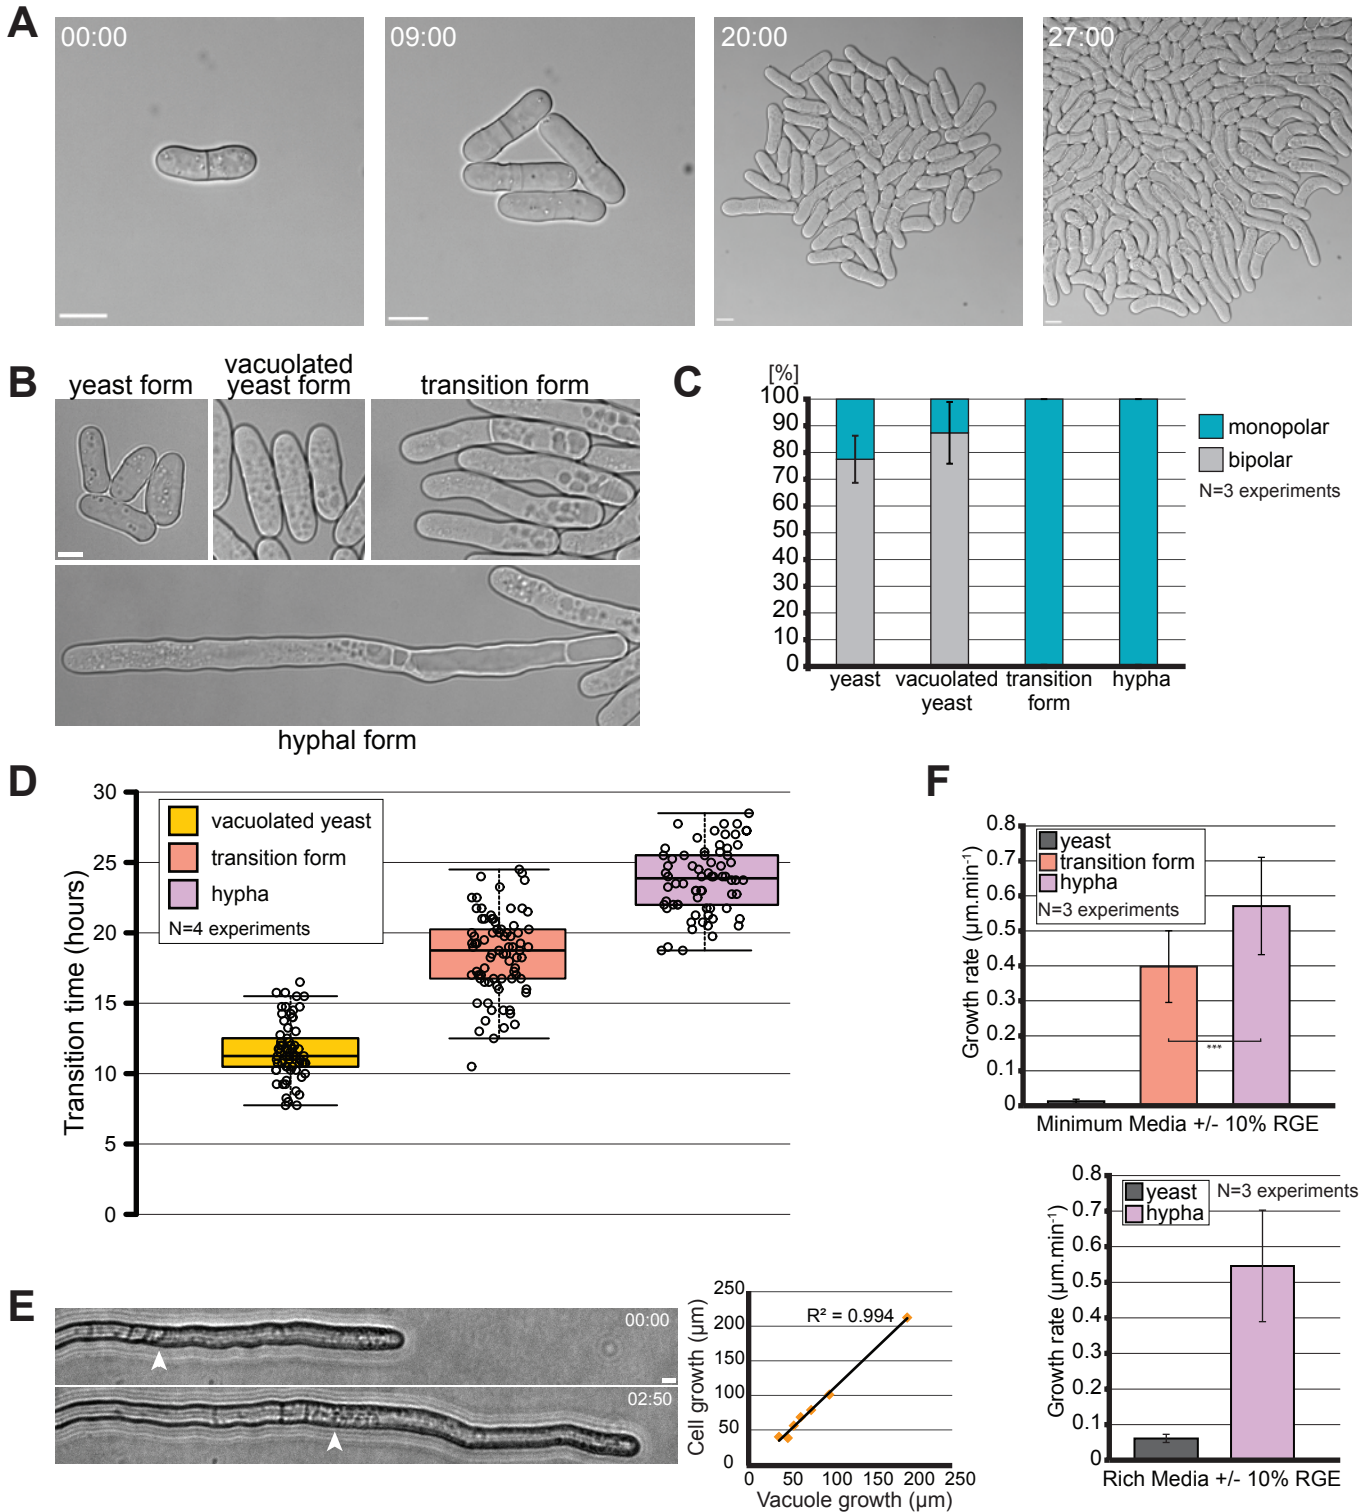 A
00:00
09:00
20:00
27:00
B
yeast form
vacuolated
yeast form
transition form
hyphal form
C
[%]
100
90
80
70
60
50
40
30
20
10
0
yeast
vacuolated
yeast
transition
form
hypha
monopolar
bipolar
N=3 experiments
D
Transition time (hours)
30
25
20
15
10
5
0
vacuolated yeast
transition form
hypha
N=4 experiments
E
00:00
02:50
Cell growth (µm)
250
200
150
100
50
0
R² = 0.994
0
50
100
150
200
250
Vacuole growth (µm)
F
Growth rate (µm.min⁻¹)
0.8
0.7
0.6
0.5
0.4
0.3
0.2
0.1
0
yeast
transition form
hypha
N=3 experiments
***
Minimum Media +/- 10% RGE
Growth rate (µm.min⁻¹)
0.8
0.7
0.6
0.5
0.4
0.3
0.2
0.1
0
yeast
hypha
N=3 experiments
Rich Media +/- 10% RGE